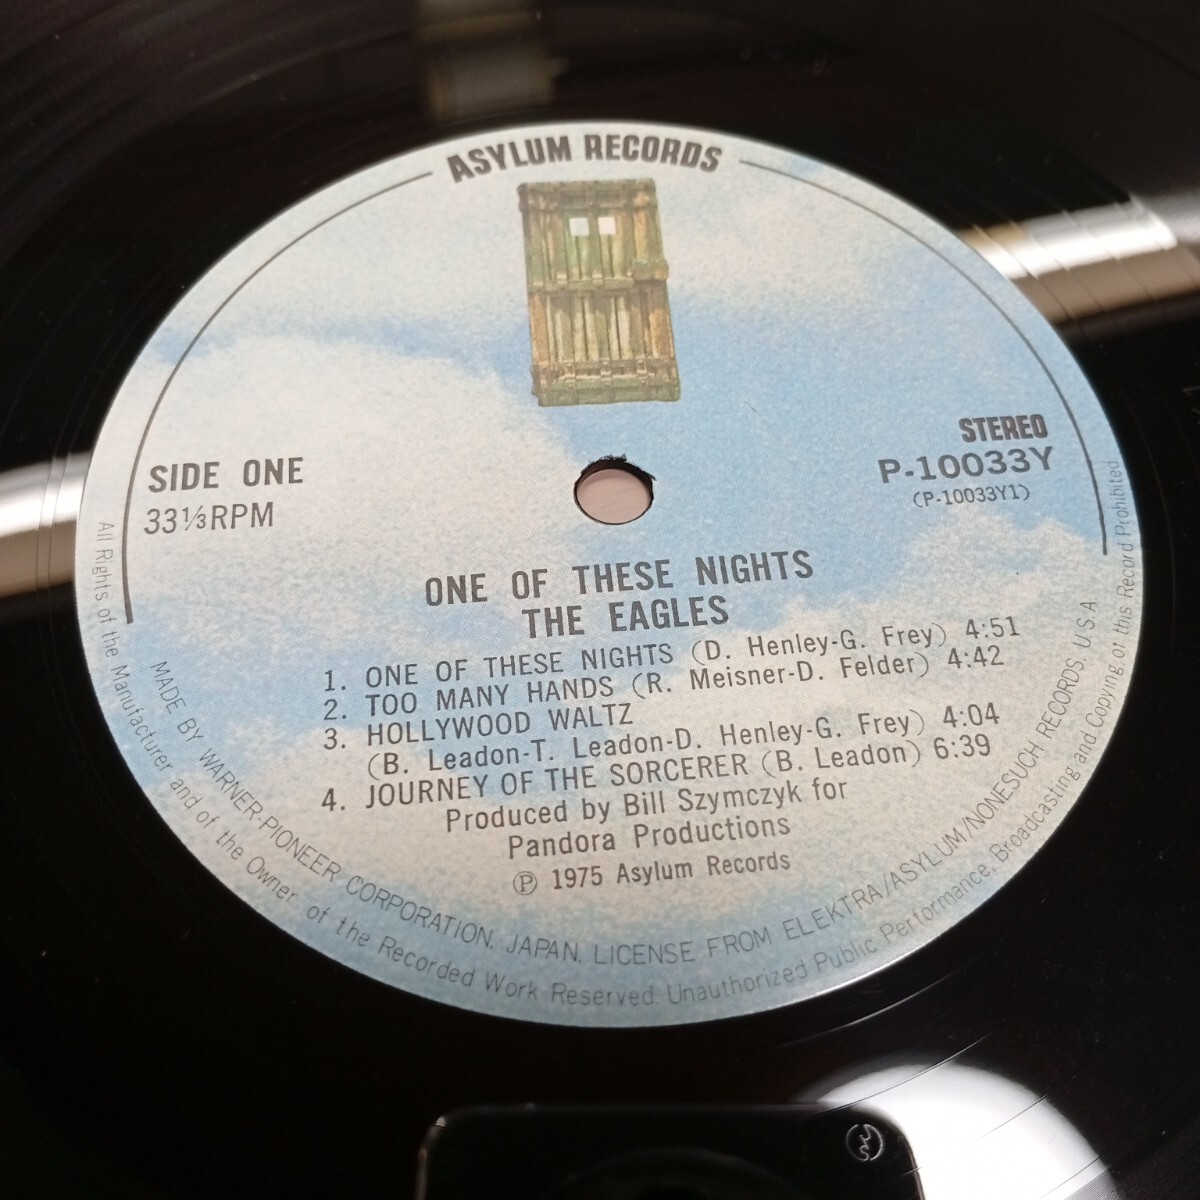 ASYLUM RECORDS
STEREO
P-10033Y
(P-10033Y1)
SIDE ONE
33 1/3 RPM
ONE OF THESE NIGHTS
THE EAGLES
1. ONE OF THESE NIGHTS (D. Henley-G. Frey) 4:51
2. TOO MANY HANDS (R. Meisner-D. Felder) 4:42
3. HOLLYWOOD WALTZ
(B. Leadon-T. Leadon-D. Henley-G. Frey) 4:04
4. JOURNEY OF THE SORCERER (B. Leadon) 6:39
Produced by Bill Szymczyk for
Pandora Productions
Ⓟ 1975 Asylum Records
MADE BY WARNER-PIONEER CORPORATION, JAPAN. LICENSE FROM ELEKTRA/ASYLUM/NONESUCH RECORDS, U.S.A
All Rights of the Manufacturer and of the Owner of the Recorded Work Reserved. Unauthorized Public Performance, Broadcasting and Copying of this Record Prohibited